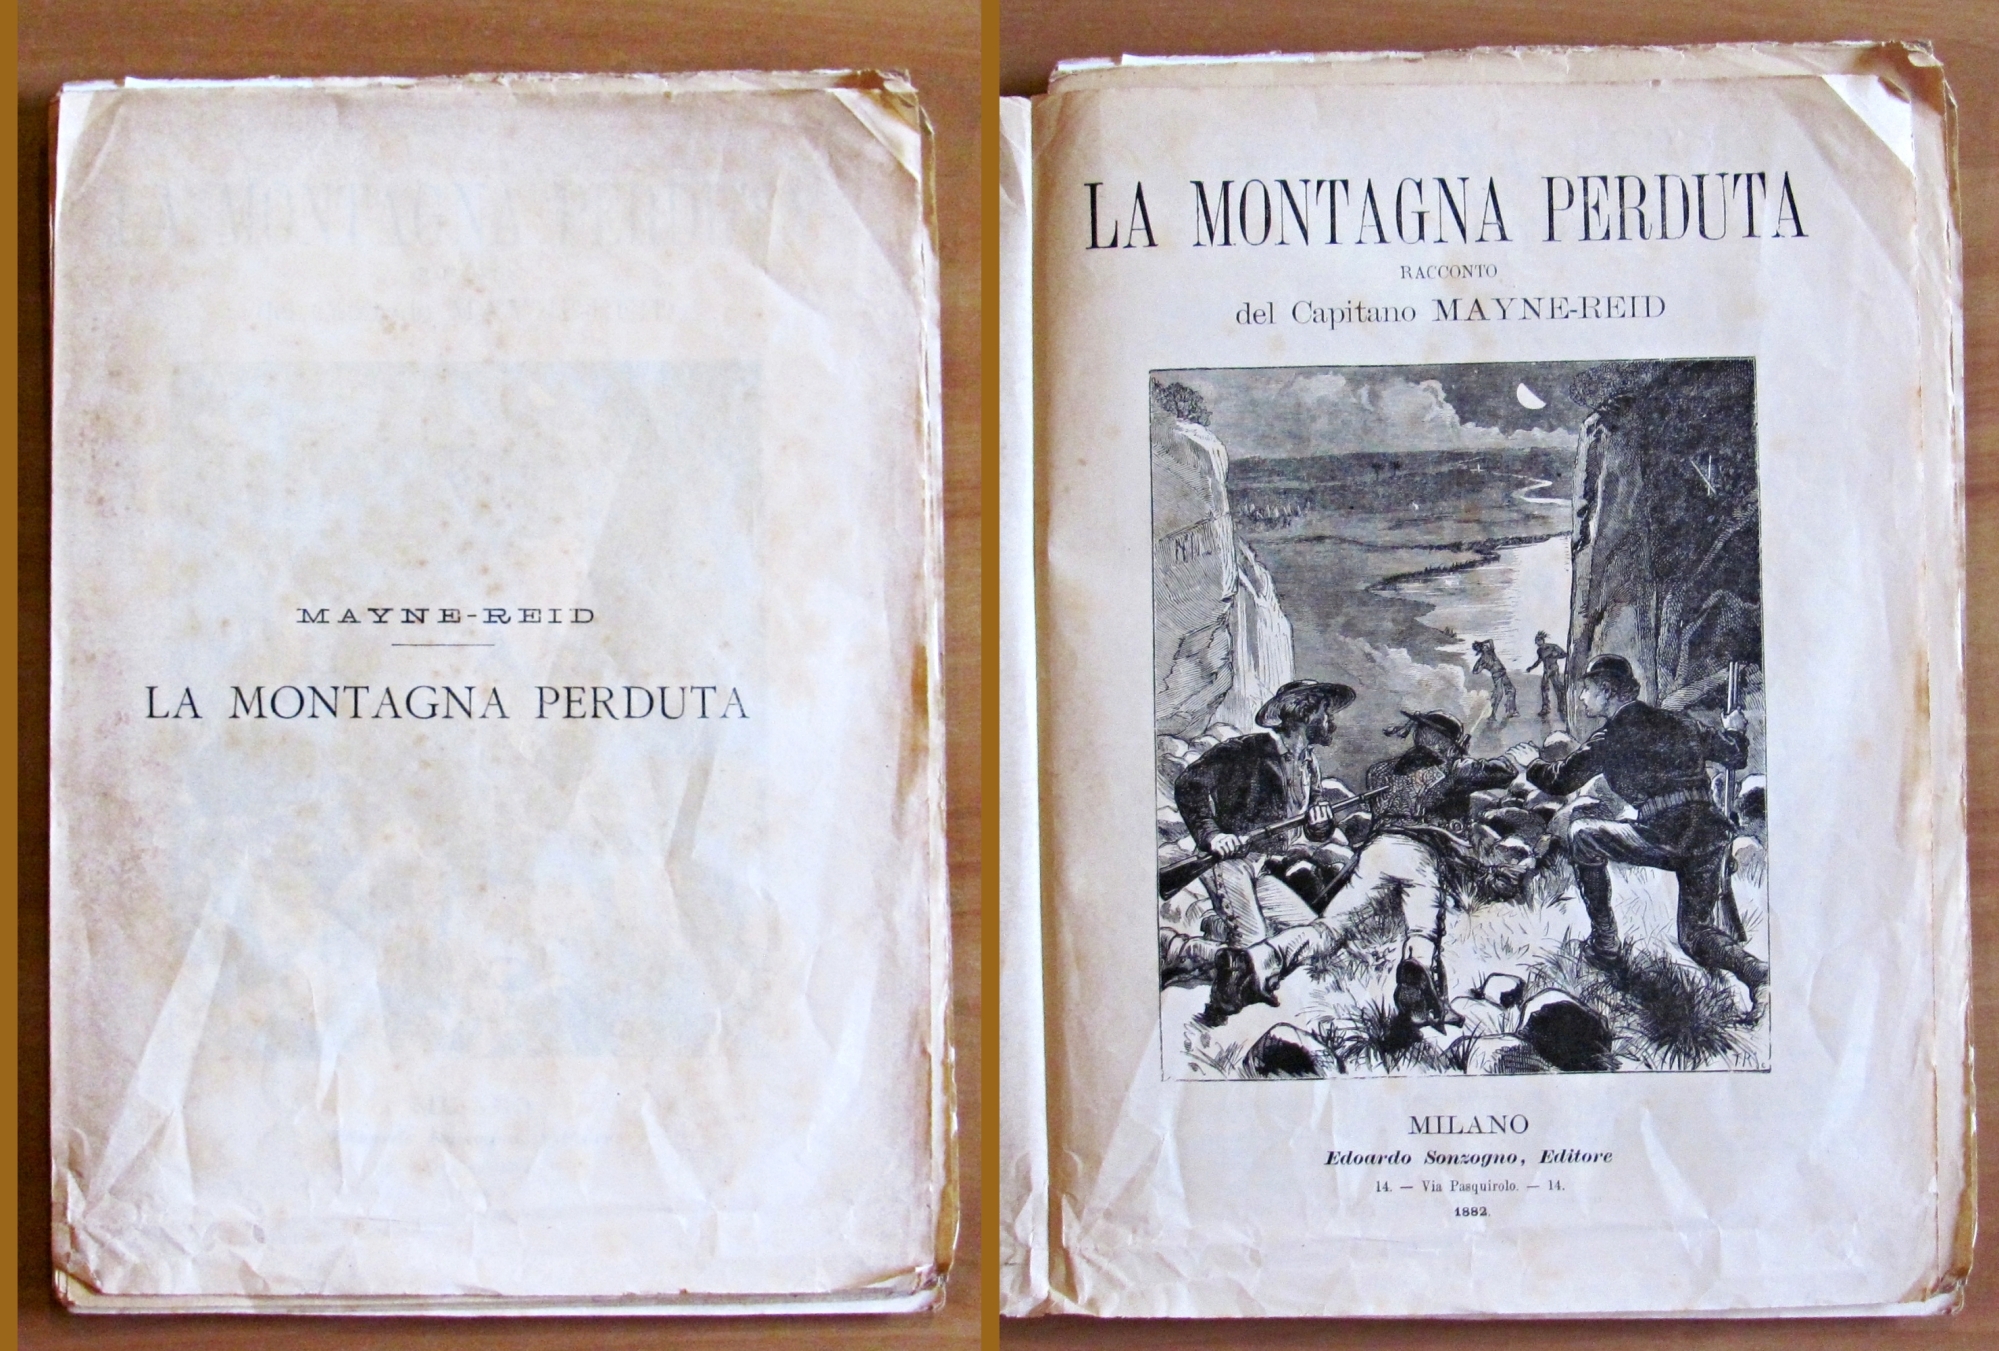 MAYNE-REID
LA MONTAGNA PERDUTA
LA MONTAGNA PERDUTA
RACCONTO
del Capitano MAYNE-REID
MILANO
Edoardo Sonzogno, Editore
14. — Via Pasquirolo. — 14.
1882.